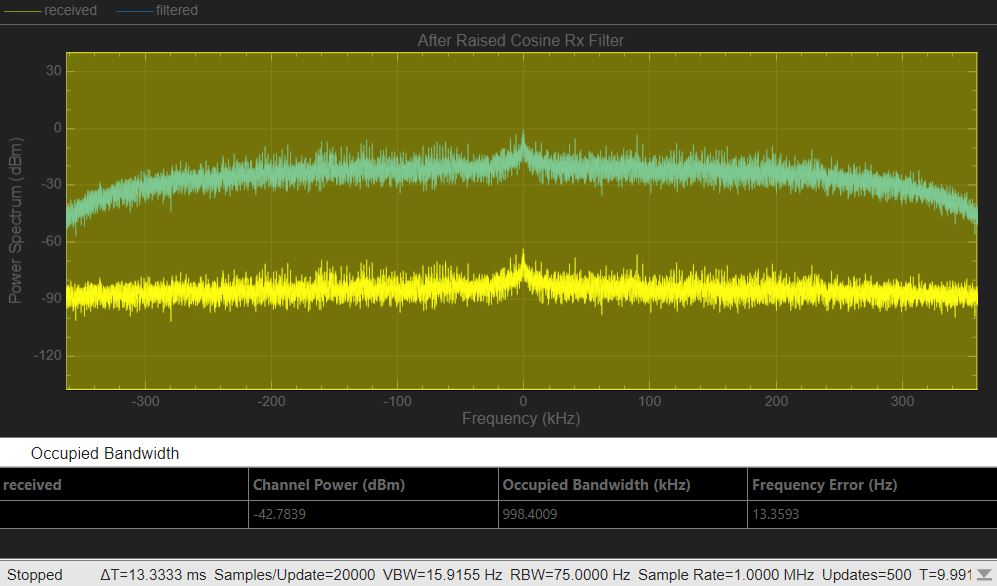 received filtered
After Raised Cosine Rx Filter
30
0
-30
-60
-90
-120
Power Spectrum (dBm)
-300 -200 -100 0 100 200 300
Frequency (kHz)
Occupied Bandwidth
received Channel Power (dBm) Occupied Bandwidth (kHz) Frequency Error (Hz)
-42.7839 998.4009 13.3593
Stopped ΔT=13.3333 ms Samples/Update=20000 VBW=15.9155 Hz RBW=75.0000 Hz Sample Rate=1.0000 MHz Updates=500 T=9.991